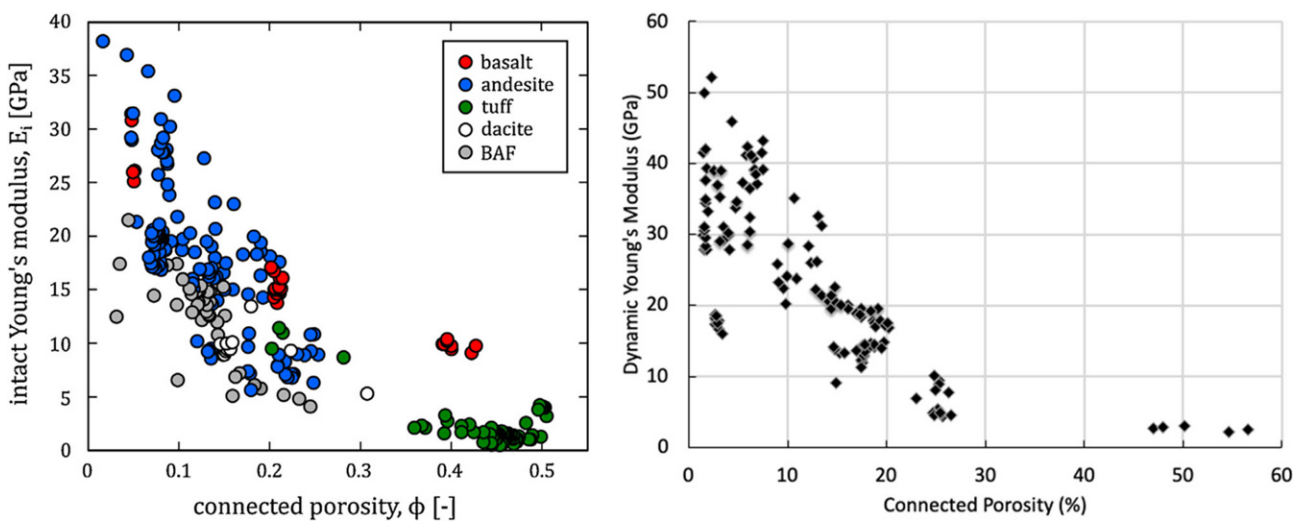 40
35
30
25
20
15
10
5
0
intact Young's modulus, E_i [GPa]
basalt
andesite
tuff
dacite
BAF
0 0.1 0.2 0.3 0.4 0.5
connected porosity, ϕ [-]
60
50
40
30
20
10
0
Dynamic Young's Modulus (GPa)
0 10 20 30 40 50 60
Connected Porosity (%)